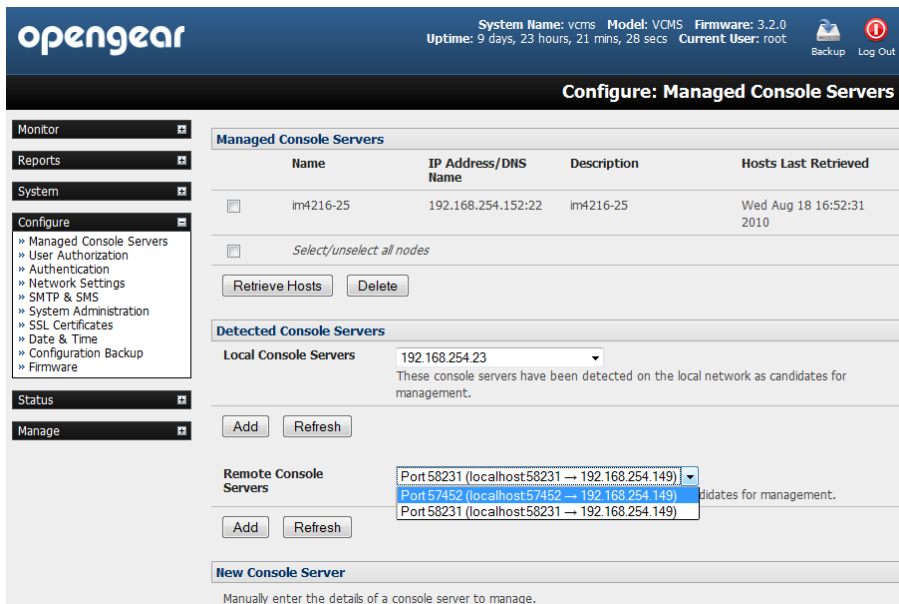 opengear
System Name: vcms Model: VCMS Firmware: 3.2.0
Uptime: 9 days, 23 hours, 21 mins, 28 secs Current User: root
Backup
Log Out
Configure: Managed Console Servers
Monitor
Reports
System
Configure
» Managed Console Servers
» User Authorization
» Authentication
» Network Settings
» SMTP & SMS
» System Administration
» SSL Certificates
» Date & Time
» Configuration Backup
» Firmware
Status
Manage
Managed Console Servers
Name IP Address/DNS Name Description Hosts Last Retrieved
im4216-25 192.168.254.152:22 im4216-25 Wed Aug 18 16:52:31 2010
Select/unselect all nodes
Retrieve Hosts Delete
Detected Console Servers
Local Console Servers 192.168.254.23
These console servers have been detected on the local network as candidates for
management.
Add Refresh
Remote Console Servers
Port 58231 (localhost:58231 → 192.168.254.149)
Port 57452 (localhost:57452 → 192.168.254.149) didates for management.
Port 58231 (localhost:58231 → 192.168.254.149)
Add Refresh
New Console Server
Manually enter the details of a console server to manage.